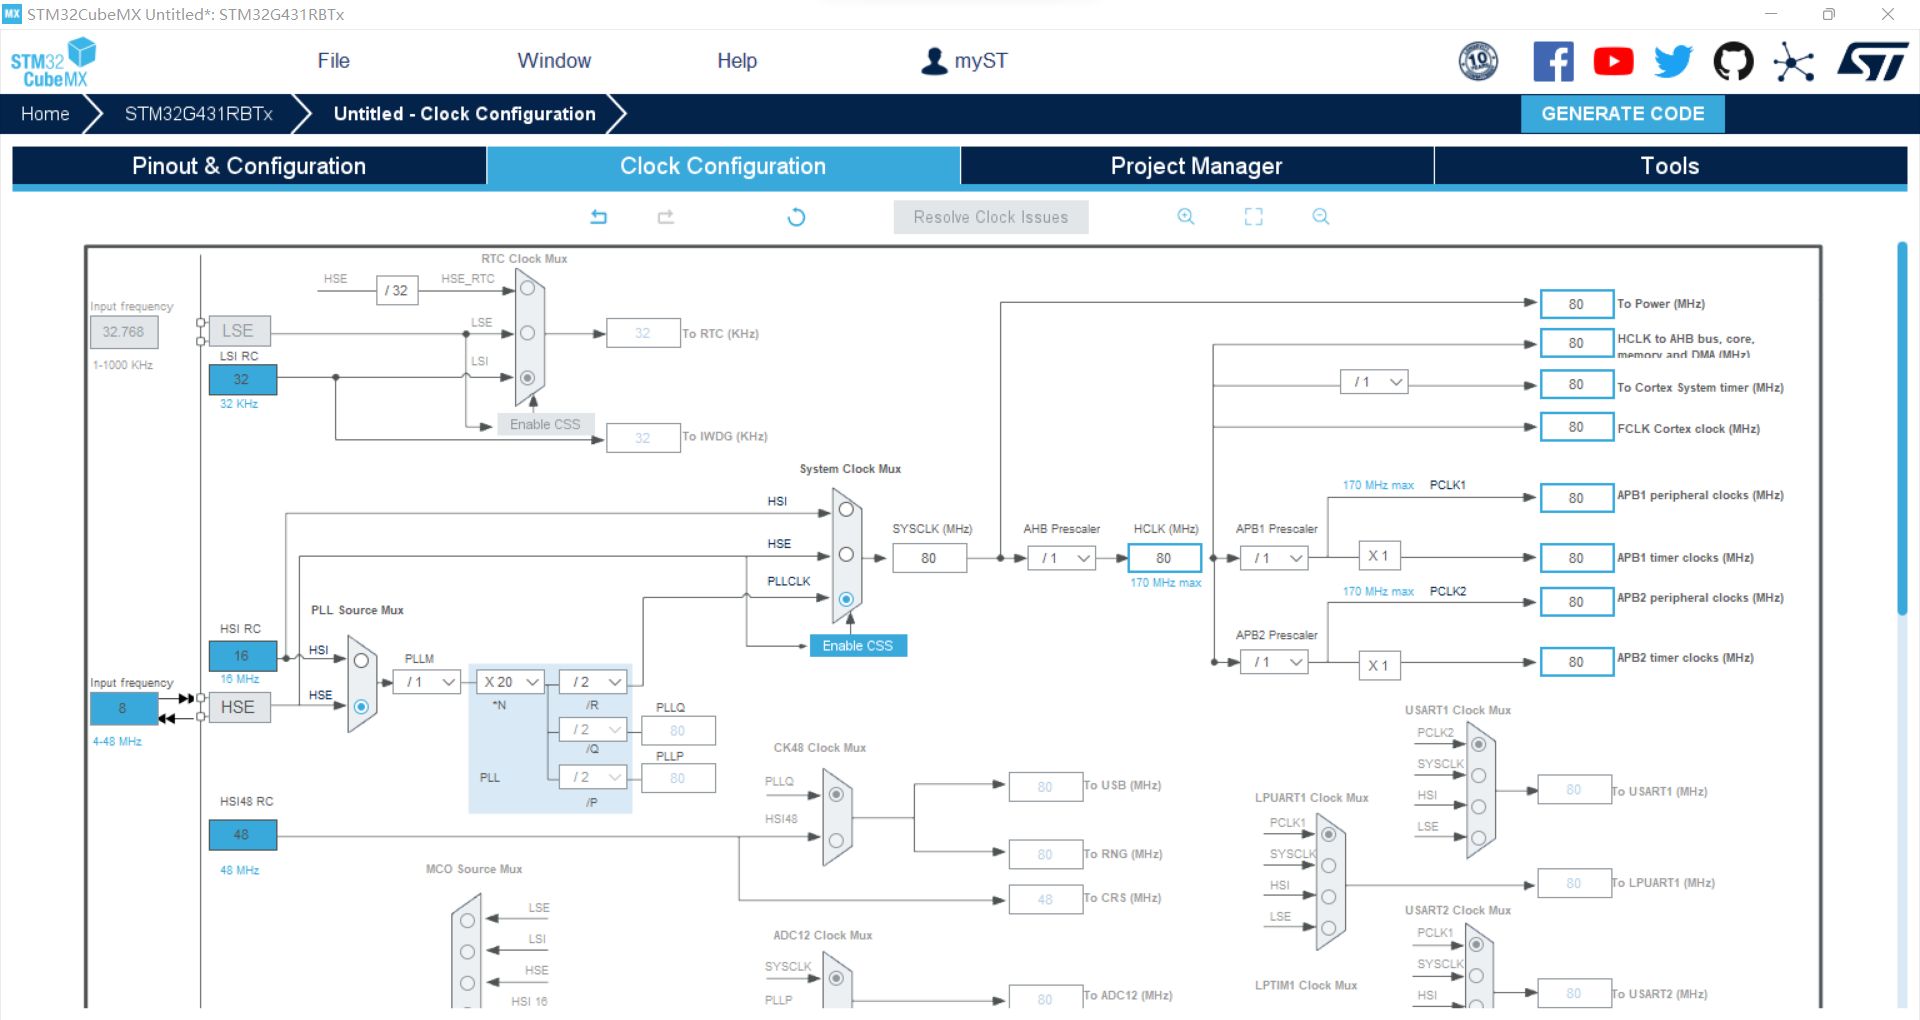 MX STM32CubeMX Untitled*: STM32G431RBTx
STM32
CubeMX
File
Window
Help
myST
10
Home
STM32G431RBTx
Untitled - Clock Configuration
GENERATE CODE
Pinout & Configuration
Clock Configuration
Project Manager
Tools
Resolve Clock Issues
RTC Clock Mux
HSE
/ 32
HSE_RTC
Input frequency
32.768
1-1000 KHz
LSE
LSE
32
To RTC (KHz)
LSI RC
32
32 KHz
LSI
Enable CSS
32
To IWDG (KHz)
80
To Power (MHz)
80
HCLK to AHB bus, core,
memory and DMA (MHz)
/ 1
80
To Cortex System timer (MHz)
80
FCLK Cortex clock (MHz)
System Clock Mux
HSI
HSE
PLLCLK
SYSCLK (MHz)
80
AHB Prescaler
/ 1
HCLK (MHz)
80
170 MHz max
APB1 Prescaler
/ 1
170 MHz max
PCLK1
80
APB1 peripheral clocks (MHz)
X 1
80
APB1 timer clocks (MHz)
170 MHz max
PCLK2
80
APB2 peripheral clocks (MHz)
APB2 Prescaler
/ 1
X 1
80
APB2 timer clocks (MHz)
Enable CSS
PLL Source Mux
HSI RC
16
16 MHz
HSI
HSE
Input frequency
8
4-48 MHz
HSE
PLLM
/ 1
X 20
*N
/ 2
/R
/ 2
/Q
/ 2
/P
PLL
PLLQ
80
PLLP
80
HSI48 RC
48
48 MHz
CK48 Clock Mux
PLLQ
HSI48
80
To USB (MHz)
80
To RNG (MHz)
48
To CRS (MHz)
MCO Source Mux
LSE
LSI
HSE
HSI 16
ADC12 Clock Mux
SYSCLK
PLLP
80
To ADC12 (MHz)
USART1 Clock Mux
PCLK2
SYSCLK
HSI
LSE
80
To USART1 (MHz)
LPUART1 Clock Mux
PCLK1
SYSCLK
HSI
LSE
80
To LPUART1 (MHz)
USART2 Clock Mux
PCLK1
SYSCLK
HSI
80
To USART2 (MHz)
LPTIM1 Clock Mux